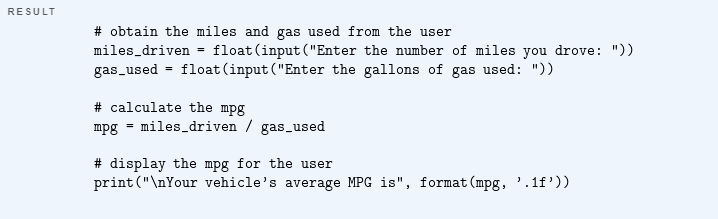 RESULT
# obtain the miles and gas used from the user
miles_driven = float(input("Enter the number of miles you drove: "))
gas_used = float(input("Enter the gallons of gas used: "))
# calculate the mpg
mpg = miles_driven / gas_used
# display the mpg for the user
print("\nYour vehicle’s average MPG is", format(mpg, ’.1f’))